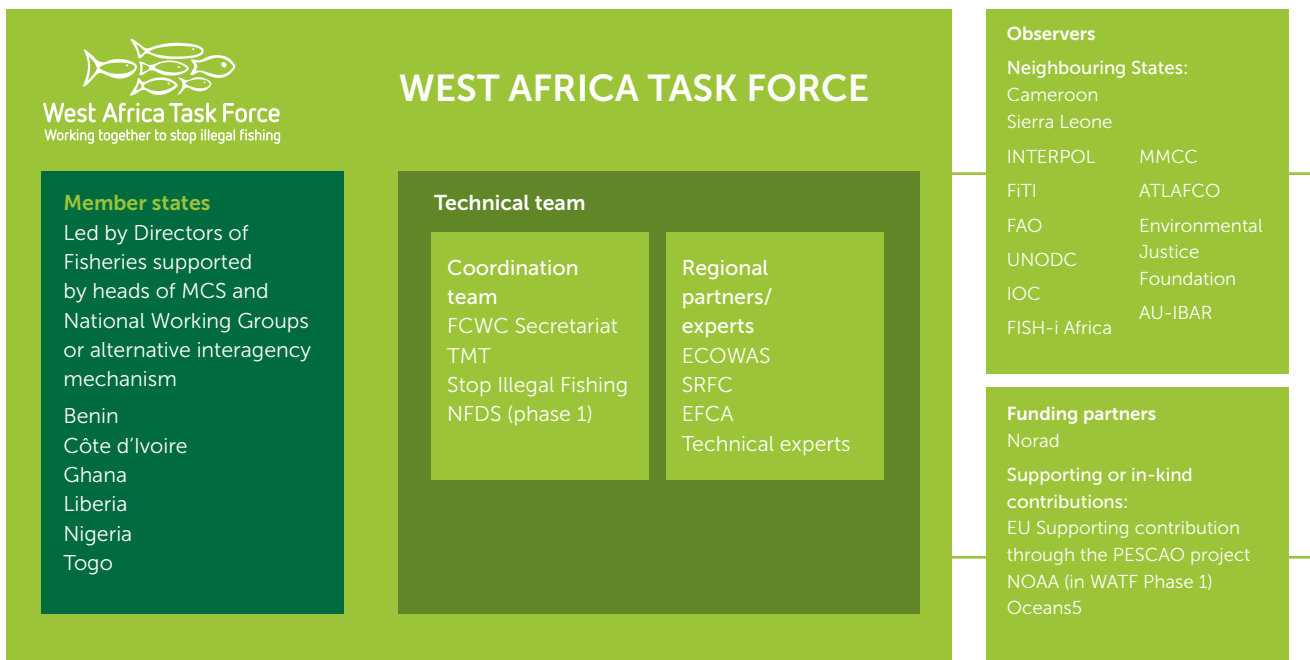 West Africa Task Force
Working together to stop illegal fishing
WEST AFRICA TASK FORCE
Member states
Led by Directors of
Fisheries supported
by heads of MCS and
National Working Groups
or alternative interagency
mechanism
Benin
Côte d’Ivoire
Ghana
Liberia
Nigeria
Togo
Technical team
Coordination
team
FCWC Secretariat
TMT
Stop Illegal Fishing
NFDS (phase 1)
Regional
partners/
experts
ECOWAS
SRFC
EFCA
Technical experts
Observers
Neighbouring States:
Cameroon
Sierra Leone
INTERPOL
FiTI
FAO
UNODC
IOC
FISH-i Africa
MMCC
ATLAFCO
Environmental
Justice
Foundation
AU-IBAR
Funding partners
Norad
Supporting or in-kind
contributions:
EU Supporting contribution
through the PESCAO project
NOAA (in WATF Phase 1)
Oceans5